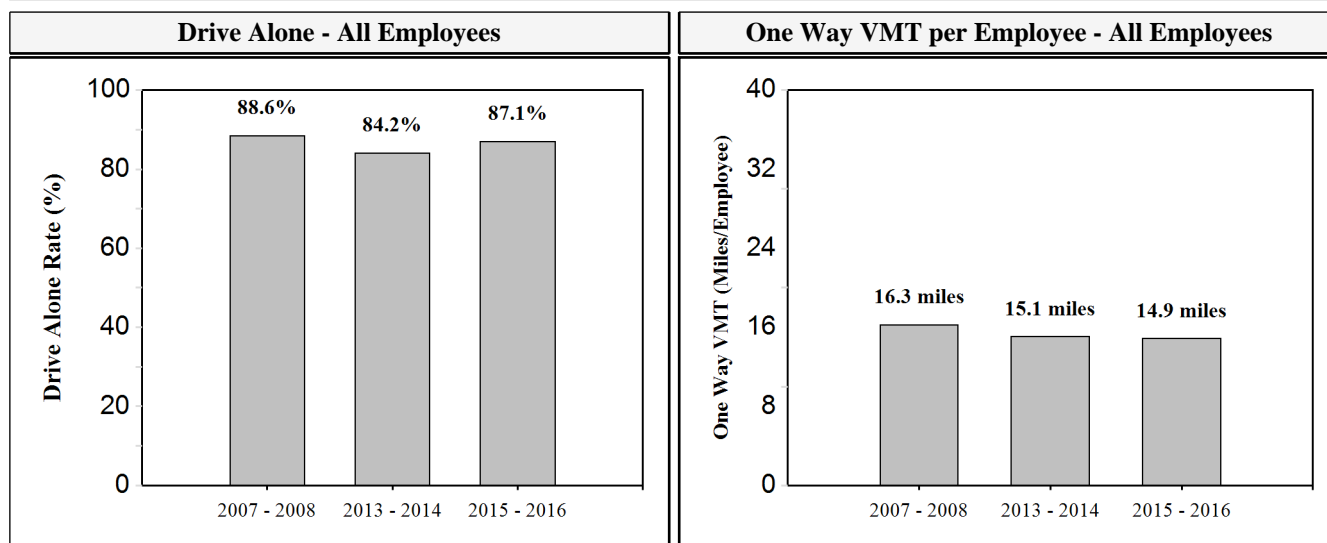 Drive Alone - All Employees
100
80
60
40
20
0
Drive Alone Rate (%)
88.6%
84.2%
87.1%
2007 - 2008
2013 - 2014
2015 - 2016
One Way VMT per Employee - All Employees
40
32
24
16
8
0
One Way VMT (Miles/Employee)
16.3 miles
15.1 miles
14.9 miles
2007 - 2008
2013 - 2014
2015 - 2016